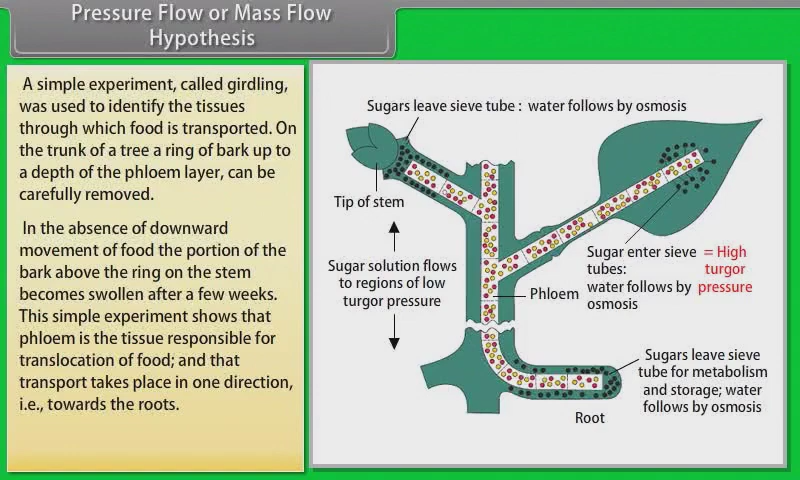 Pressure Flow or Mass Flow
Hypothesis
A simple experiment, called girdling,
was used to identify the tissues
through which food is transported. On
the trunk of a tree a ring of bark up to
a depth of the phloem layer, can be
carefully removed.
In the absence of downward
movement of food the portion of the
bark above the ring on the stem
becomes swollen after a few weeks.
This simple experiment shows that
phloem is the tissue responsible for
translocation of food; and that
transport takes place in one direction,
i.e., towards the roots.
Sugars leave sieve tube : water follows by osmosis
Tip of stem
Sugar solution flows
to regions of low
turgor pressure
Phloem
Sugar enter sieve
tubes:
water follows by
osmosis
= High
turgor
pressure
Sugars leave sieve
tube for metabolism
and storage; water
follows by osmosis
Root